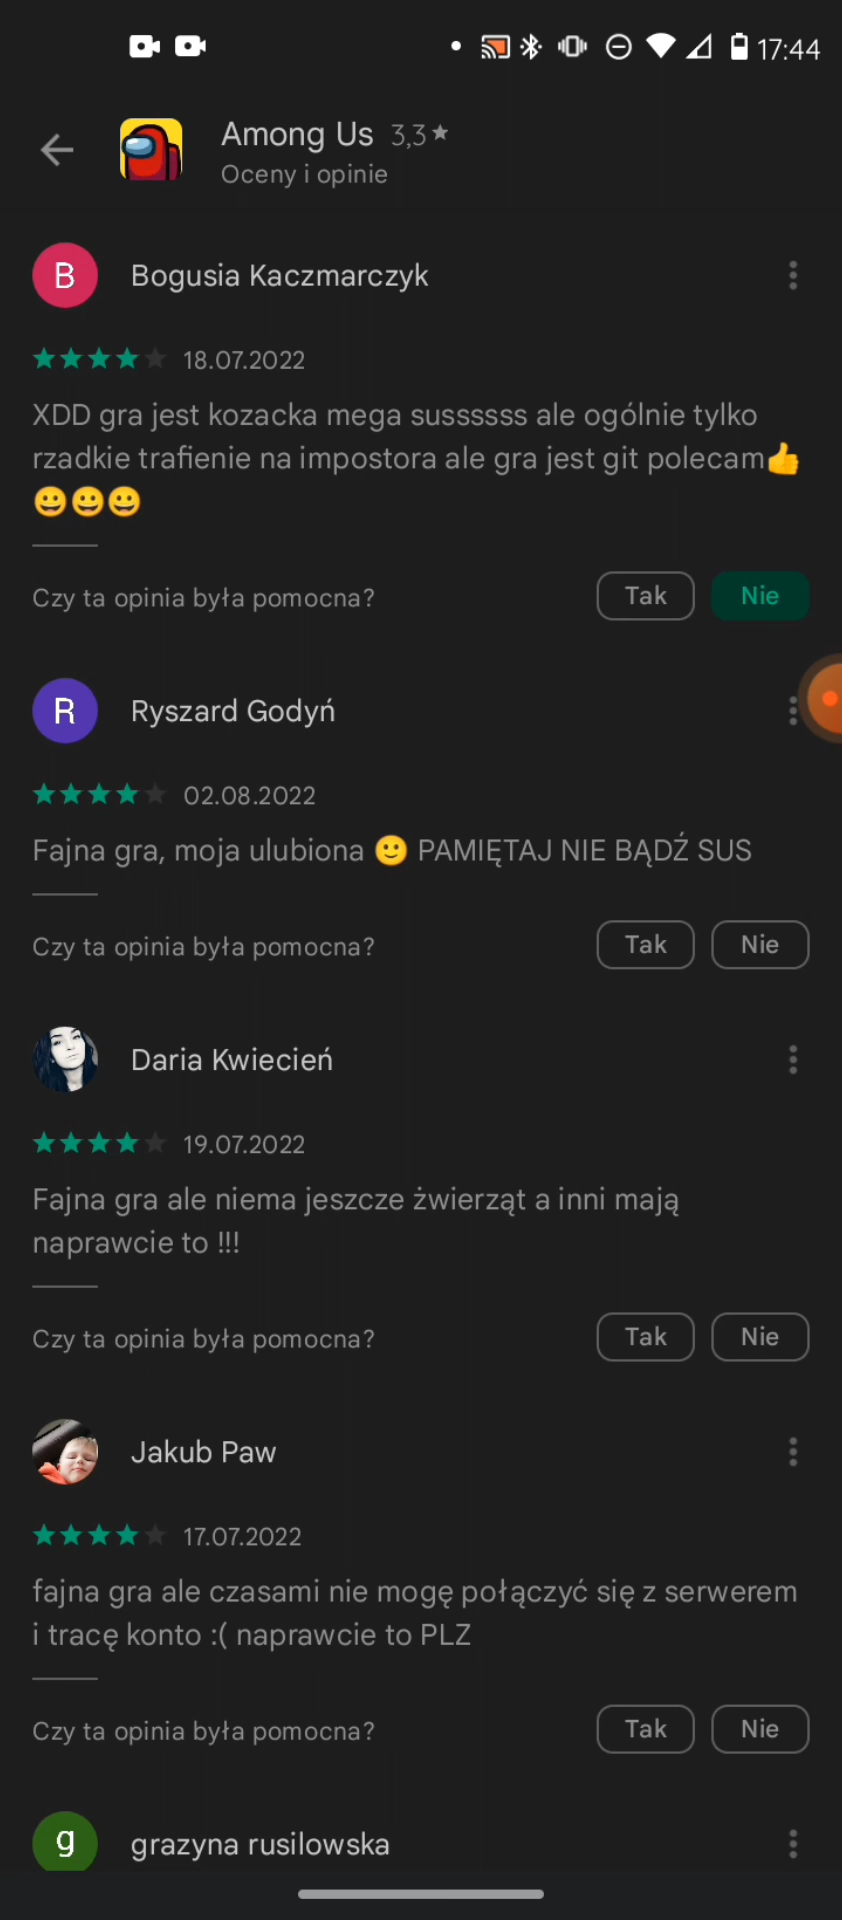 17:44
Among Us 3,3★
Oceny i opinie
B
Bogusia Kaczmarczyk
18.07.2022
XDD gra jest kozacka mega sussssss ale ogólnie tylko
rzadkie trafienie na impostora ale gra jest git polecam👍
😀😀😀
Czy ta opinia była pomocna?
Tak
Nie
R
Ryszard Godyń
02.08.2022
Fajna gra, moja ulubiona 🙂 PAMIĘTAJ NIE BĄDŹ SUS
Czy ta opinia była pomocna?
Tak
Nie
Daria Kwiecień
19.07.2022
Fajna gra ale niema jeszcze żwierząt a inni mają
naprawcie to !!!
Czy ta opinia była pomocna?
Tak
Nie
Jakub Paw
17.07.2022
fajna gra ale czasami nie mogę połączyć się z serwerem
i tracę konto :( naprawcie to PLZ
Czy ta opinia była pomocna?
Tak
Nie
g
grazyna rusilowska